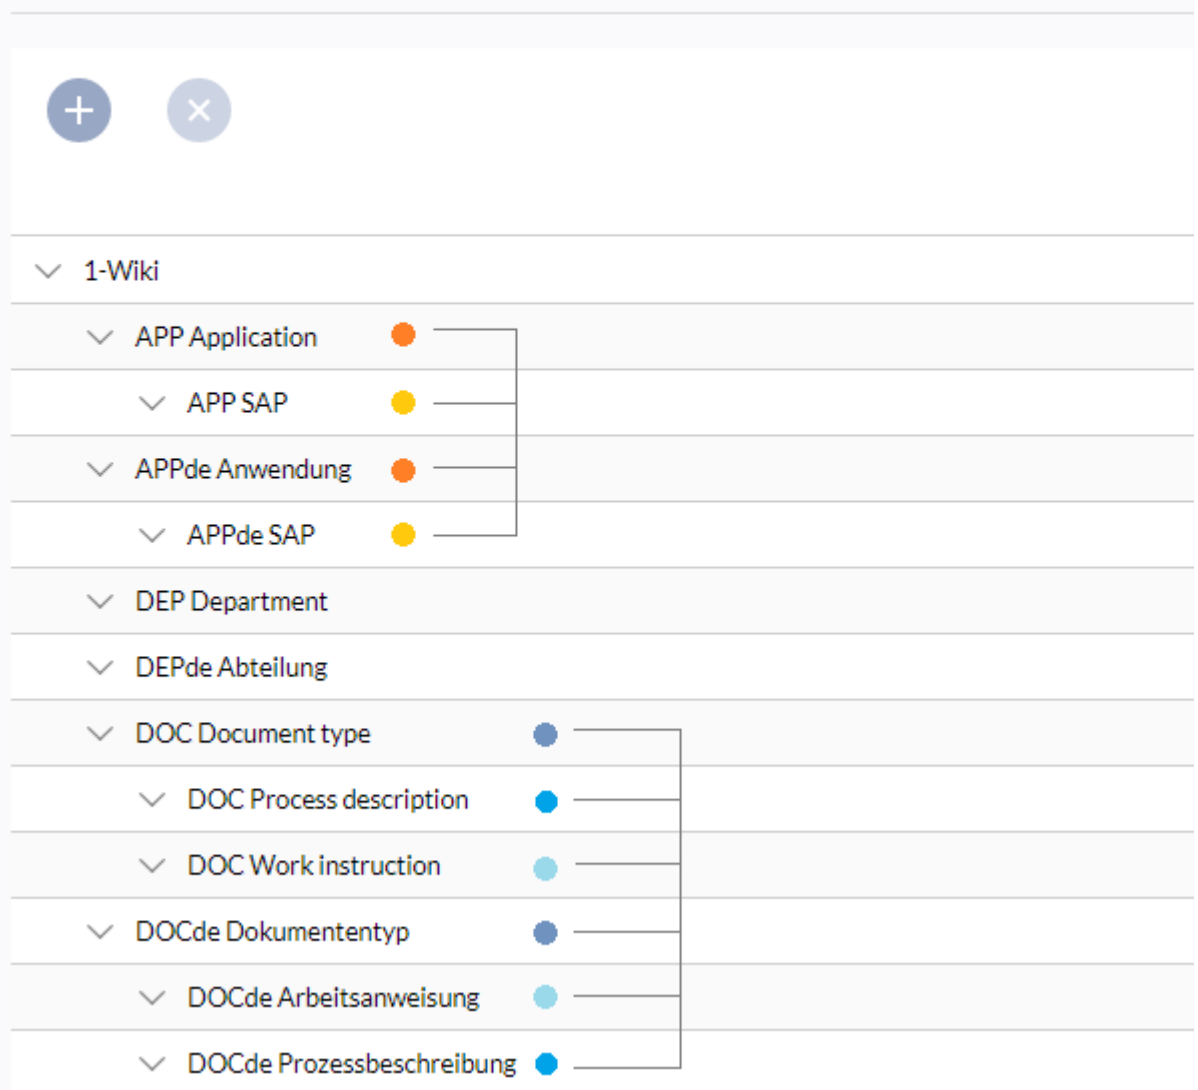 1-Wiki
APP Application
APP SAP
APPde Anwendung
APPde SAP
DEP Department
DEPde Abteilung
DOC Document type
DOC Process description
DOC Work instruction
DOCde Dokumententyp
DOCde Arbeitsanweisung
DOCde Prozessbeschreibung